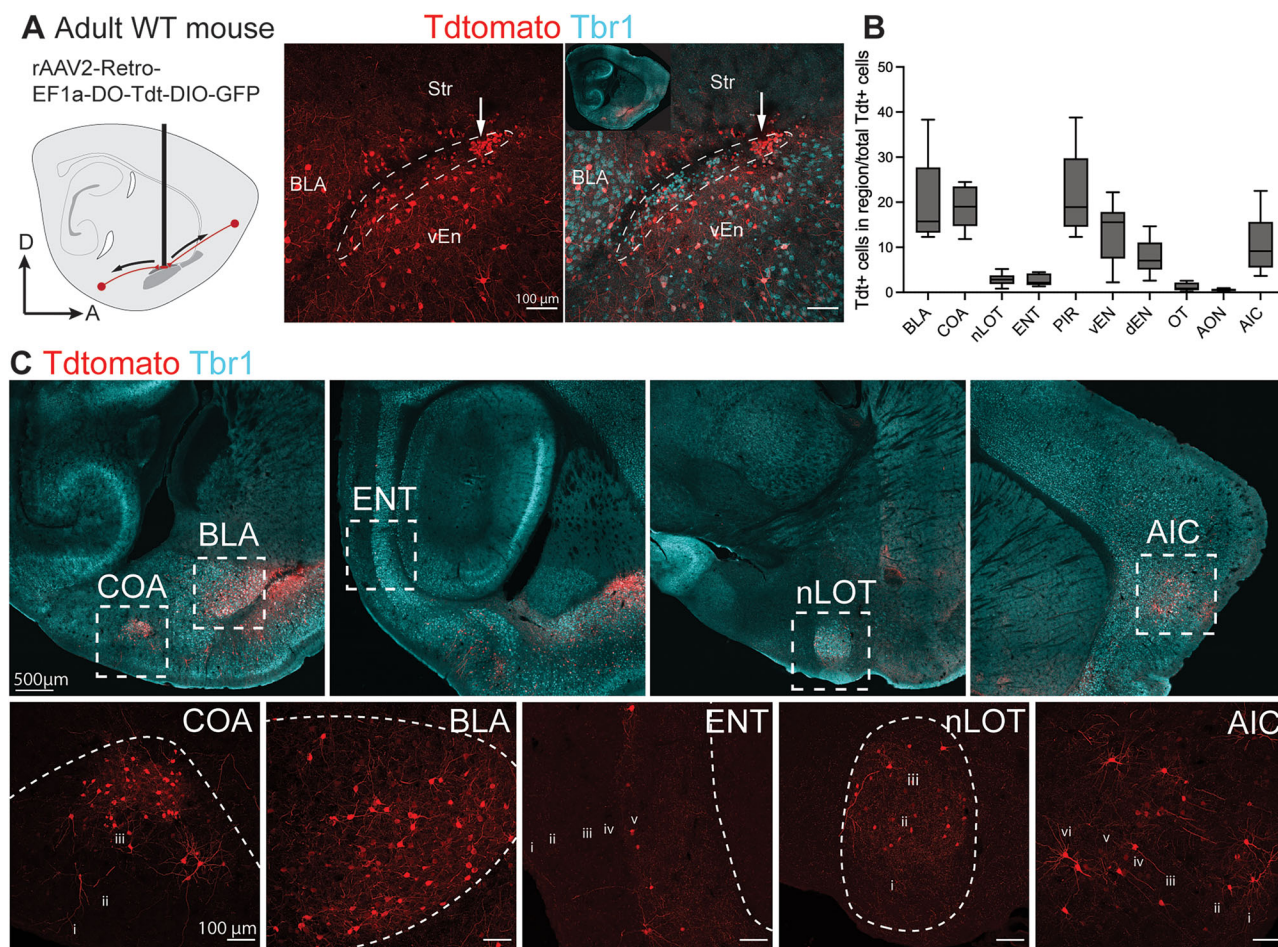 A Adult WT mouse
rAAV2-Retro-
EF1a-DO-Tdt-DIO-GFP
D
A
Tdtomato Tbr1
Str
BLA
vEn
100 µm
Str
BLA
vEn
B
Tdt+ cells in region/total Tdt+ cells
50
40
30
20
10
0
BLA
COA
nLOT
ENT
PIR
vEN
dEN
OT
AON
AIC
C Tdtomato Tbr1
COA
BLA
500µm
ENT
nLOT
AIC
COA
iii
ii
i
100 µm
BLA
ENT
i
ii
iii
iv
v
nLOT
iii
ii
i
AIC
vi
v
iv
iii
ii
i